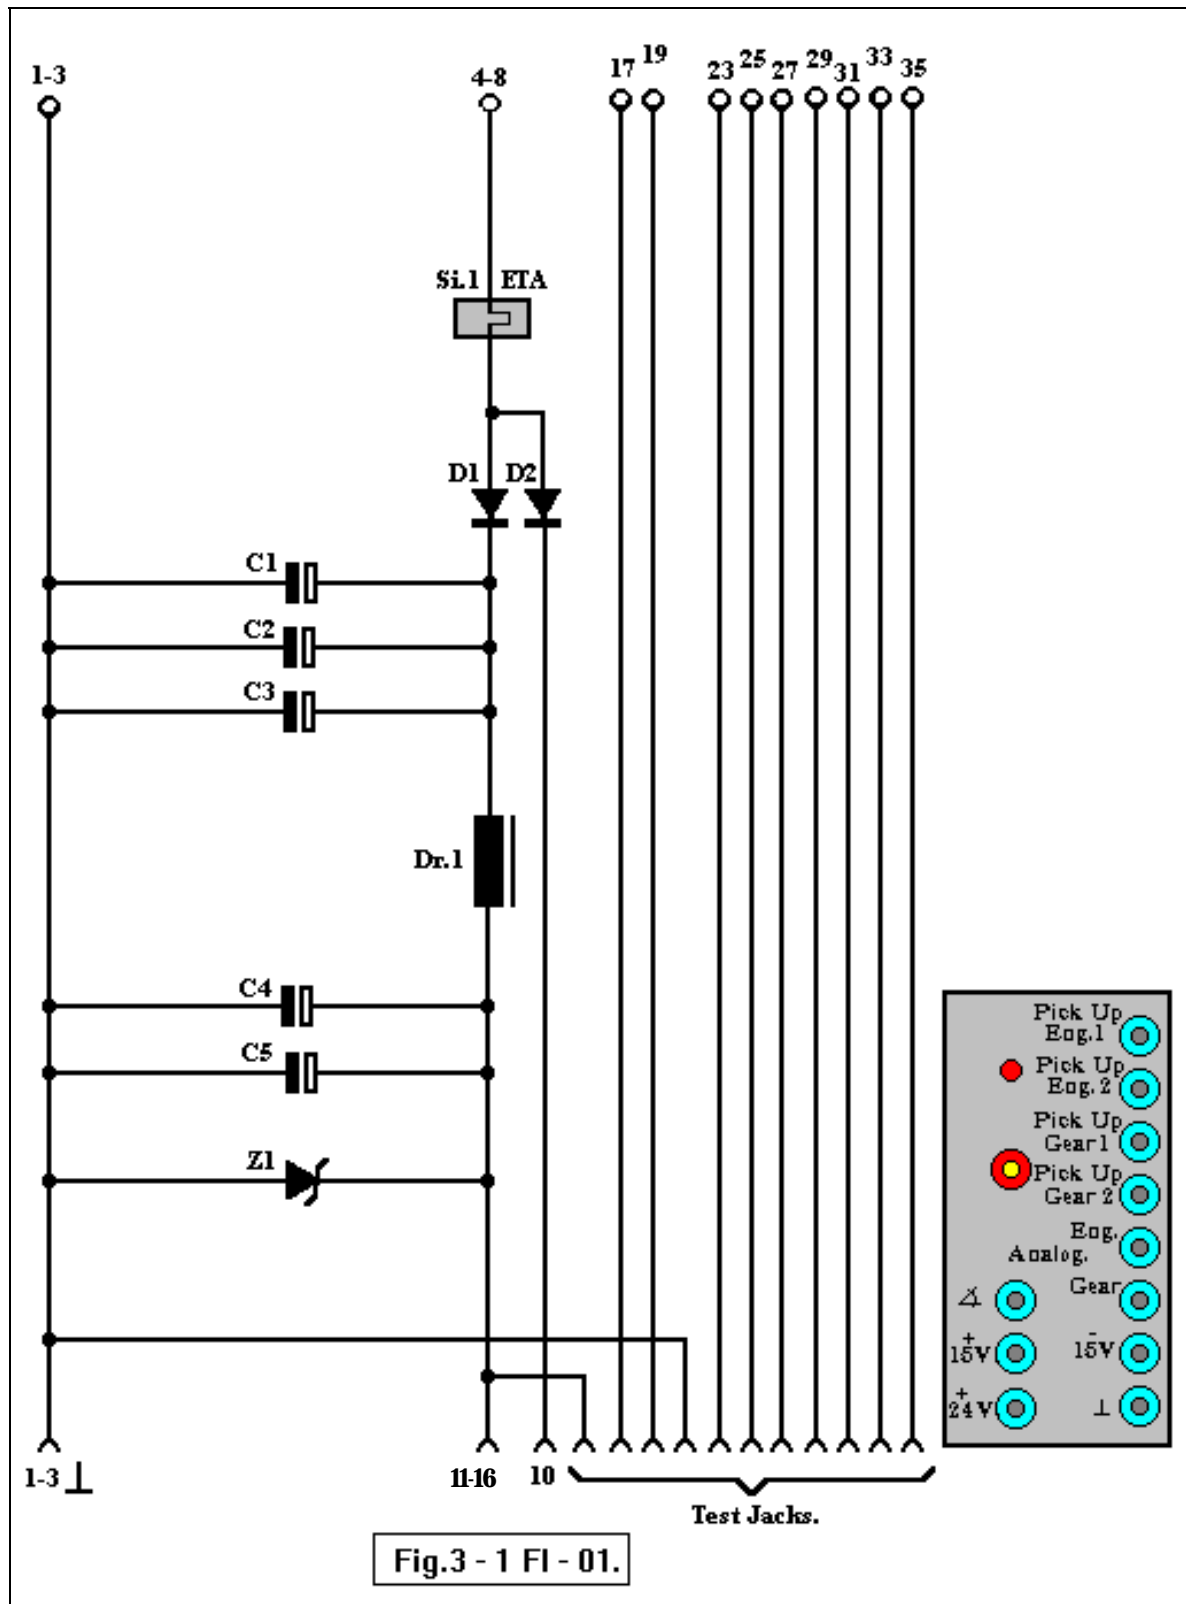 1-3
4-8
17
19
23
25
27
29
31
33
35
Si.1 ETA
D1
D2
C1
C2
C3
Dr.1
C4
C5
Z1
Pick Up
Eng.1
Pick Up
Eng.2
Pick Up
Gear 1
Pick Up
Gear 2
Eng.
Analog.
Gear
+
15V
-
15V
+
24V
⊥
1-3 ⊥
11-16
10
Test Jacks.
Fig.3 - 1 FI - 01.